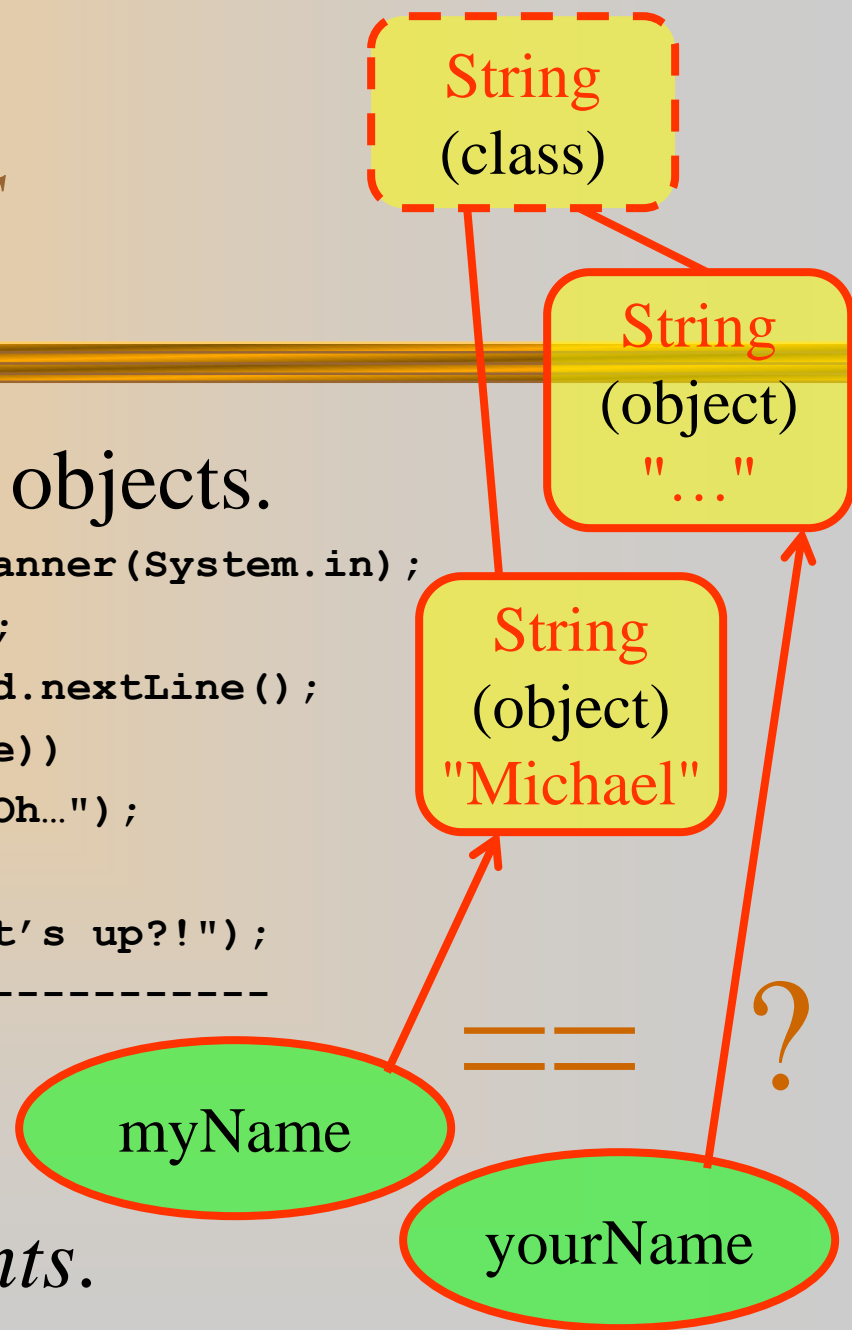 String
(class)
String
(object)
"…"
objects.
anner(System.in);
;
d.nextLine();
e))
Oh…");
t’s up?!");
-----------
String
(object)
"Michael"
== ?
myName
yourName
nts.